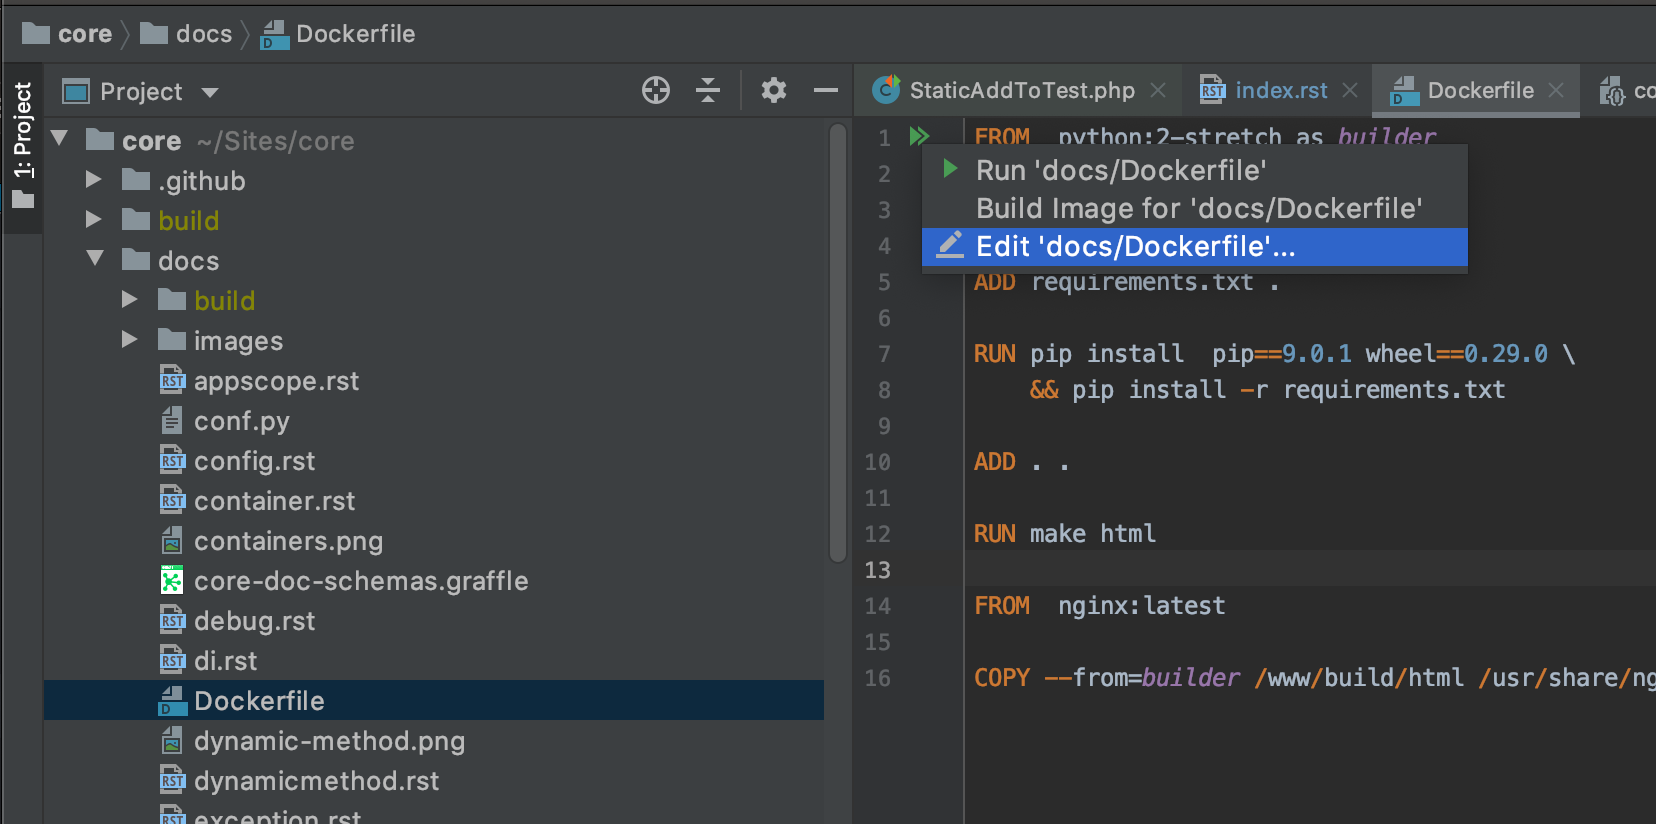 core docs Dockerfile
1: Project
Project
core ~/Sites/core
.github
build
docs
build
images
appscope.rst
conf.py
config.rst
container.rst
containers.png
core-doc-schemas.graffle
debug.rst
di.rst
Dockerfile
dynamic-method.png
dynamicmethod.rst
exception.rst
StaticAddToTest.php index.rst Dockerfile co
1 FROM python:2-stretch as builder
2
3
4
Run 'docs/Dockerfile'
Build Image for 'docs/Dockerfile'
Edit 'docs/Dockerfile'...
5 ADD requirements.txt .
6
7 RUN pip install pip==9.0.1 wheel==0.29.0 \
8 && pip install -r requirements.txt
9
10 ADD . .
11
12 RUN make html
13
14 FROM nginx:latest
15
16 COPY --from=builder /www/build/html /usr/share/ng